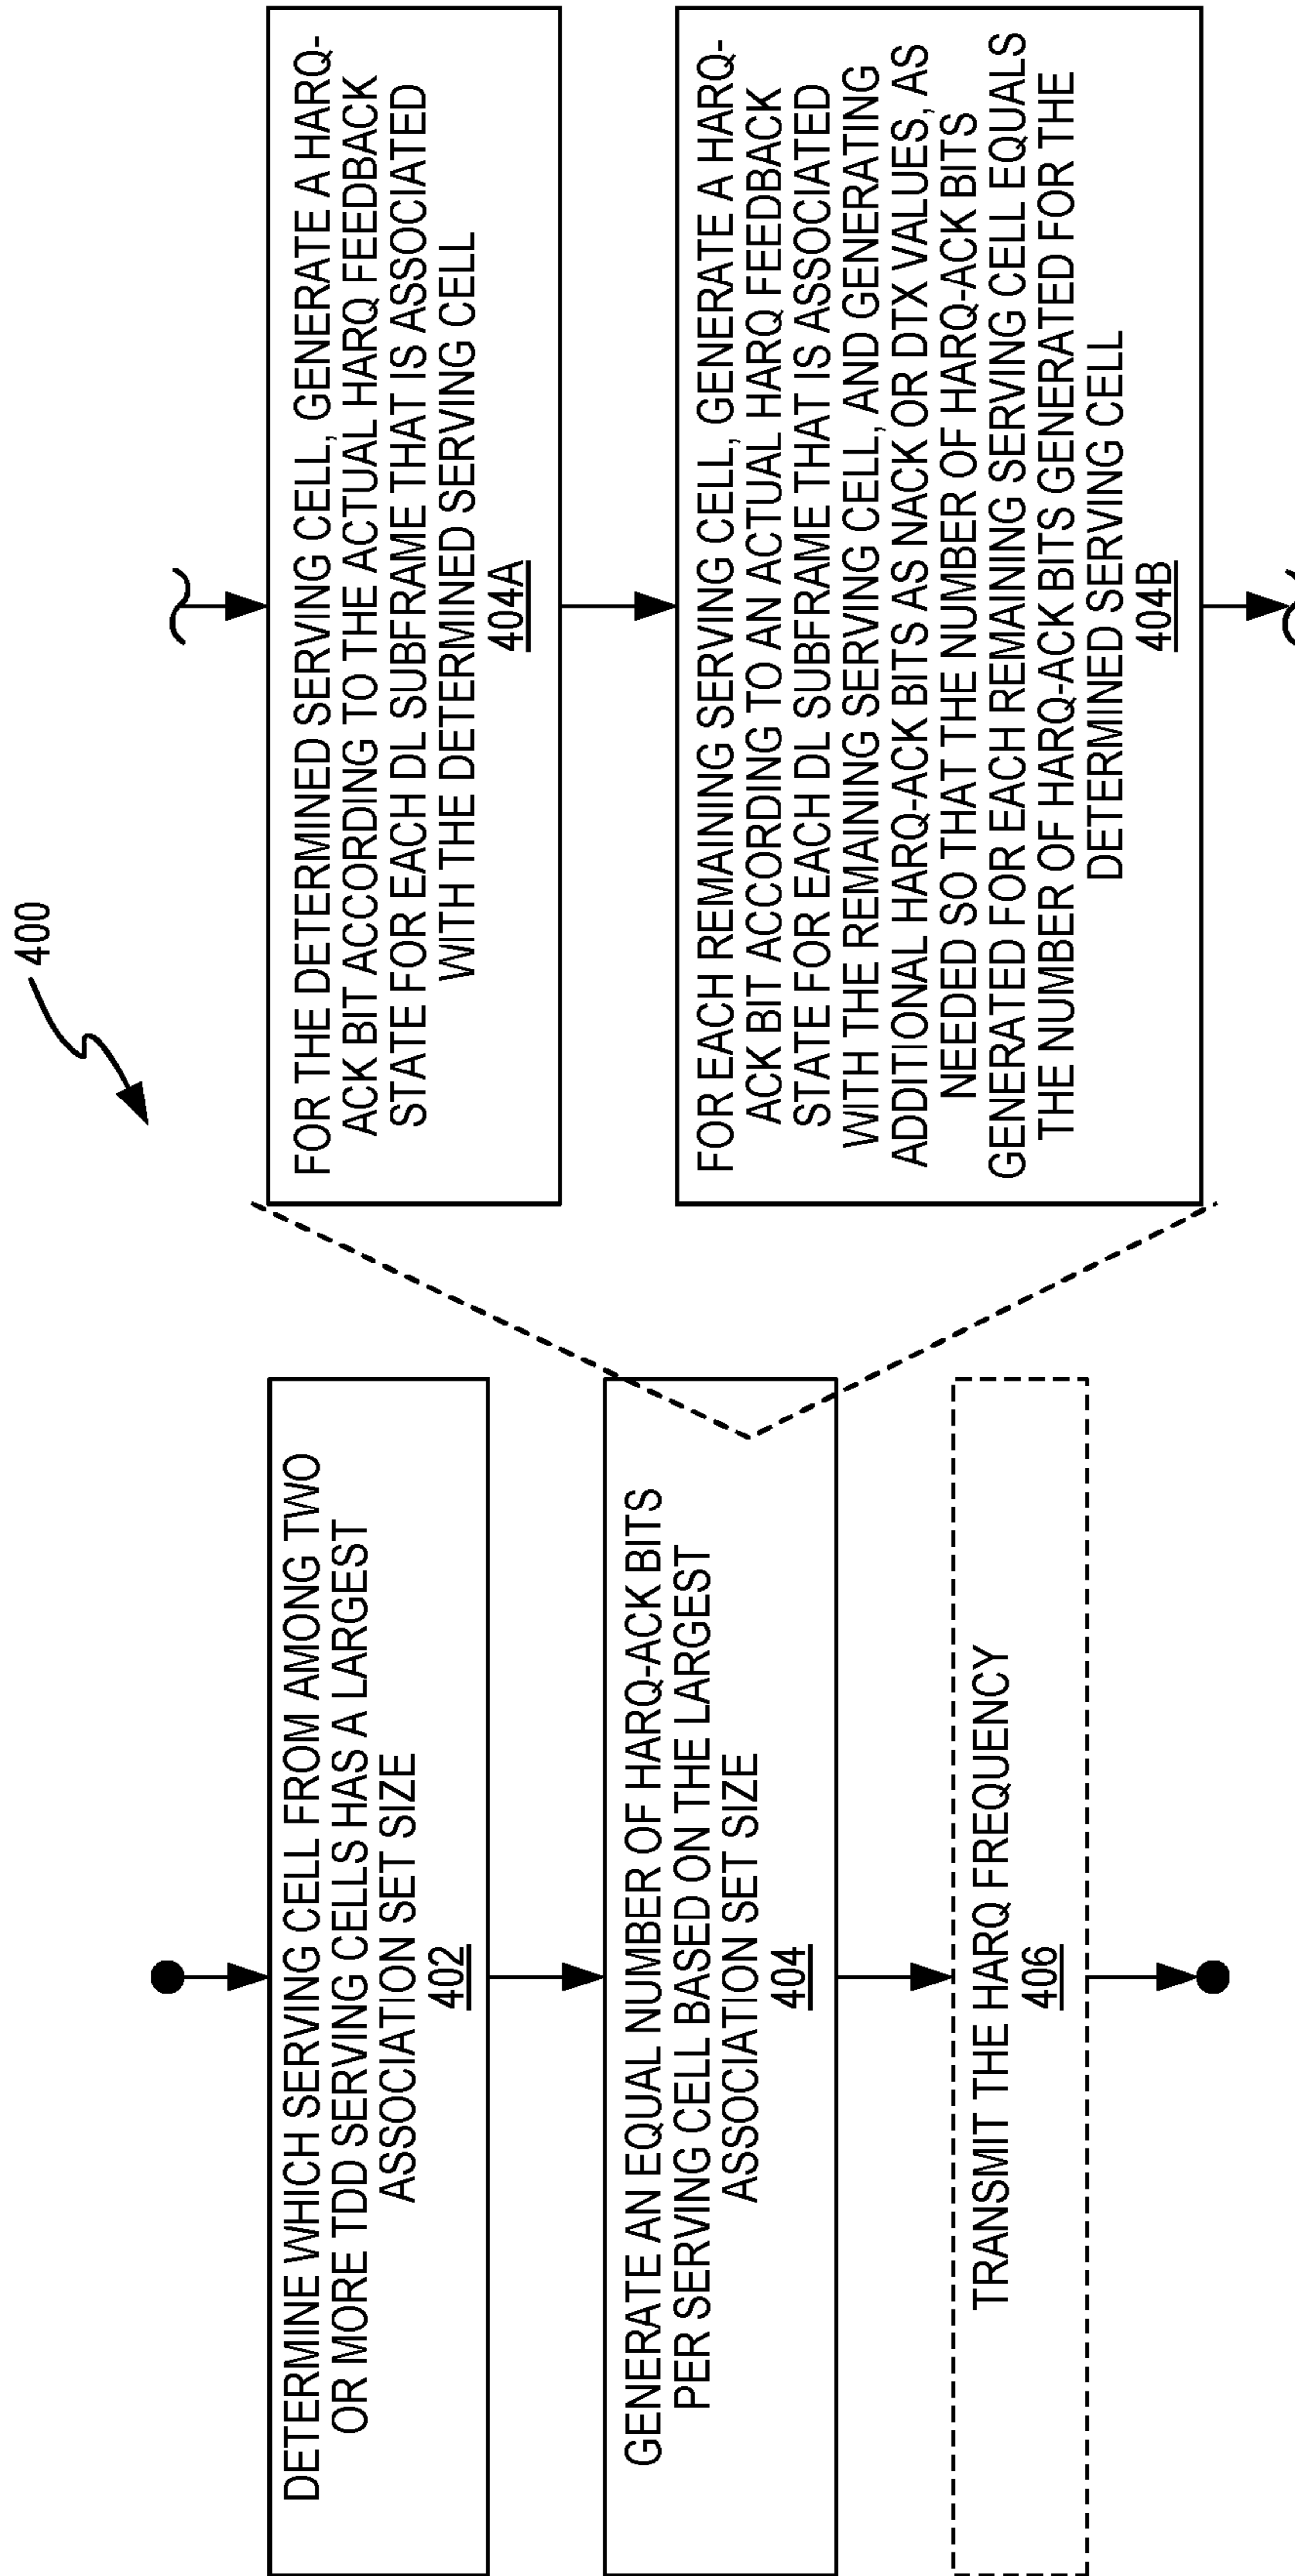 400
DETERMINE WHICH SERVING CELL FROM AMONG TWO
OR MORE TDD SERVING CELLS HAS A LARGEST
ASSOCIATION SET SIZE
402
GENERATE AN EQUAL NUMBER OF HARQ-ACK BITS
PER SERVING CELL BASED ON THE LARGEST
ASSOCIATION SET SIZE
404
TRANSMIT THE HARQ FREQUENCY
406
FOR THE DETERMINED SERVING CELL, GENERATE A HARQ-
ACK BIT ACCORDING TO THE ACTUAL HARQ FEEDBACK
STATE FOR EACH DL SUBFRAME THAT IS ASSOCIATED
WITH THE DETERMINED SERVING CELL
404A
FOR EACH REMAINING SERVING CELL, GENERATE A HARQ-
ACK BIT ACCORDING TO AN ACTUAL HARQ FEEDBACK
STATE FOR EACH DL SUBFRAME THAT IS ASSOCIATED
WITH THE REMAINING SERVING CELL, AND GENERATING
ADDITIONAL HARQ-ACK BITS AS NACK OR DTX VALUES, AS
NEEDED SO THAT THE NUMBER OF HARQ-ACK BITS
GENERATED FOR EACH REMAINING SERVING CELL EQUALS
THE NUMBER OF HARQ-ACK BITS GENERATED FOR THE
DETERMINED SERVING CELL
404B